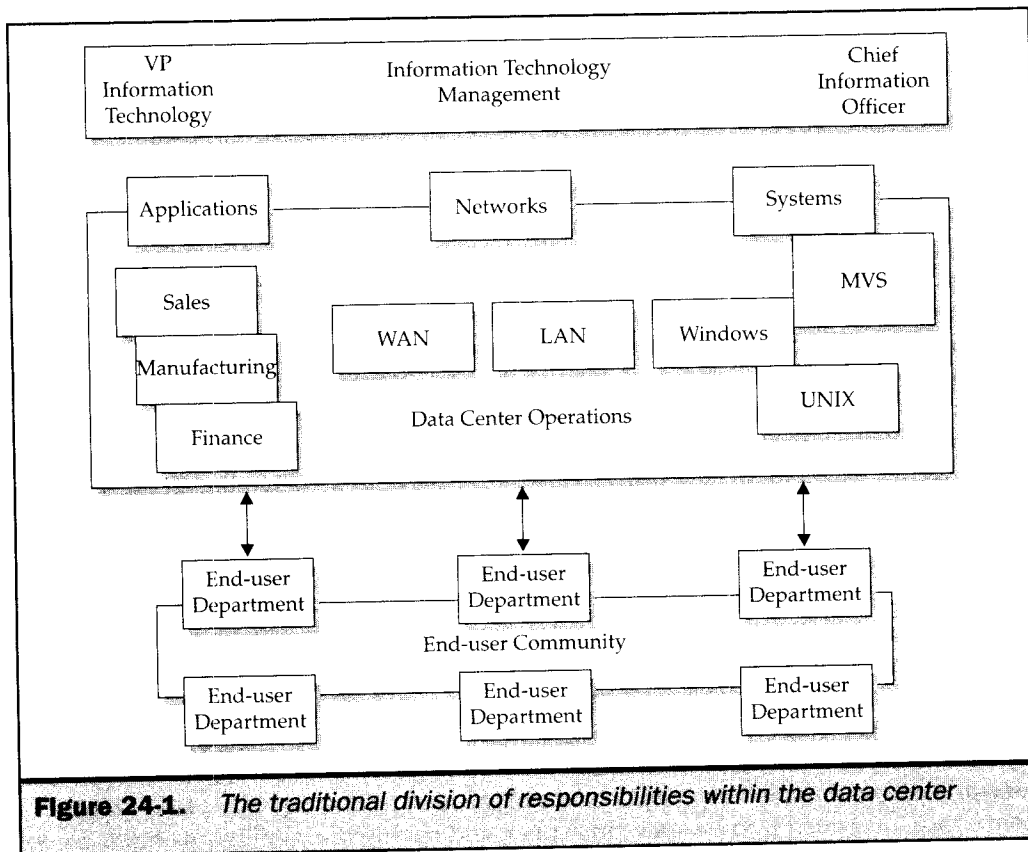 VP
Information
Technology
Information Technology
Management
Chief
Information
Officer
Applications
Networks
Systems
MVS
Sales
WAN
LAN
Windows
Manufacturing
UNIX
Finance
Data Center Operations
End-user
Department
End-user
Department
End-user
Department
End-user Community
End-user
Department
End-user
Department
End-user
Department
Figure 24-1. The traditional division of responsibilities within the data center